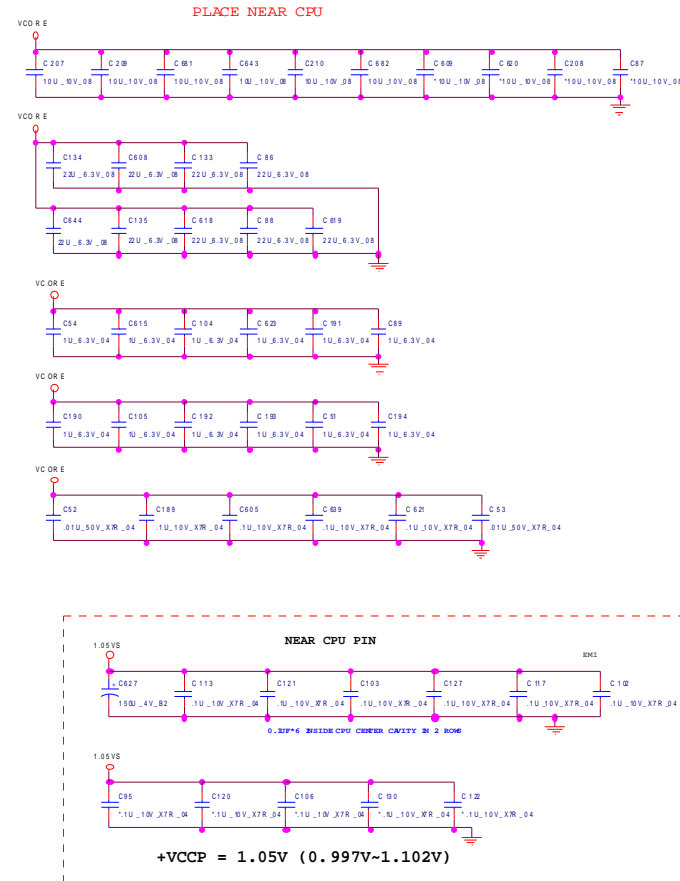 PLACE NEAR CPU
VCORE
C207 C209 C681 C643 C210 C682 C609 C620 C208 C87
10U_10V_08 10U_10V_08 10U_10V_08 10U_10V_08 10U_10V_08 10U_10V_08 *10U_10V_08 *10U_10V_08 *10U_10V_08 *10U_10V_08
VCORE
C134 C608 C133 C86
22U_6.3V_08 22U_6.3V_08 22U_6.3V_08 22U_6.3V_08
C644 C135 C618 C88 C619
22U_6.3V_08 22U_6.3V_08 22U_6.3V_08 22U_6.3V_08 22U_6.3V_08
VCORE
C54 C615 C104 C623 C191 C89
1U_6.3V_04 1U_6.3V_04 1U_6.3V_04 1U_6.3V_04 1U_6.3V_04 1U_6.3V_04
VCORE
C190 C105 C192 C193 C51 C194
1U_6.3V_04 1U_6.3V_04 1U_6.3V_04 1U_6.3V_04 1U_6.3V_04 1U_6.3V_04
VCORE
C52 C189 C605 C639 C621 C53
.01U_50V_X7R_04 .1U_10V_X7R_04 .1U_10V_X7R_04 .1U_10V_X7R_04 .1U_10V_X7R_04 .01U_50V_X7R_04
NEAR CPU PIN
1.05VS
EMI
C627 C113 C121 C103 C127 C117 C102
+
150U_4V_B2 .1U_10V_X7R_04 .1U_10V_X7R_04 .1U_10V_X7R_04 .1U_10V_X7R_04 .1U_10V_X7R_04 .1U_10V_X7R_04
0.1UF*6 INSIDE CPU CENTER CAVITY IN 2 ROWS
1.05VS
C95 C120 C106 C130 C122
*.1U_10V_X7R_04 *.1U_10V_X7R_04 *.1U_10V_X7R_04 *.1U_10V_X7R_04 *.1U_10V_X7R_04
+VCCP = 1.05V (0.997V~1.102V)